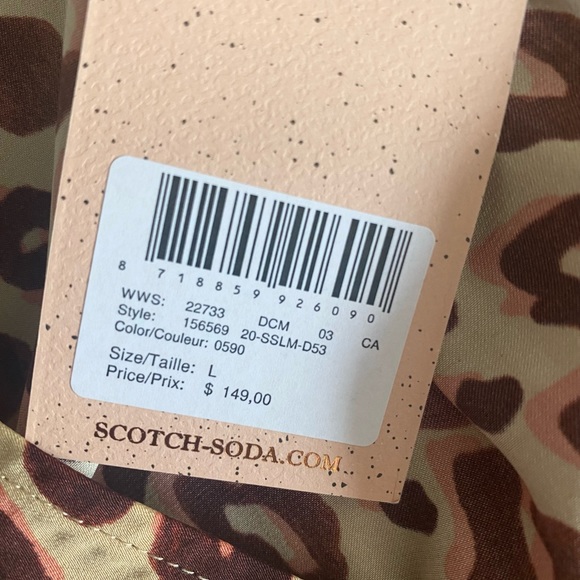 8 718859 926090
WWS: 22733 DCM 03 CA
Style: 156569 20-SSLM-D53
Color/Couleur: 0590
Size/Taille: L
Price/Prix: $ 149,00
SCOTCH-SODA.COM